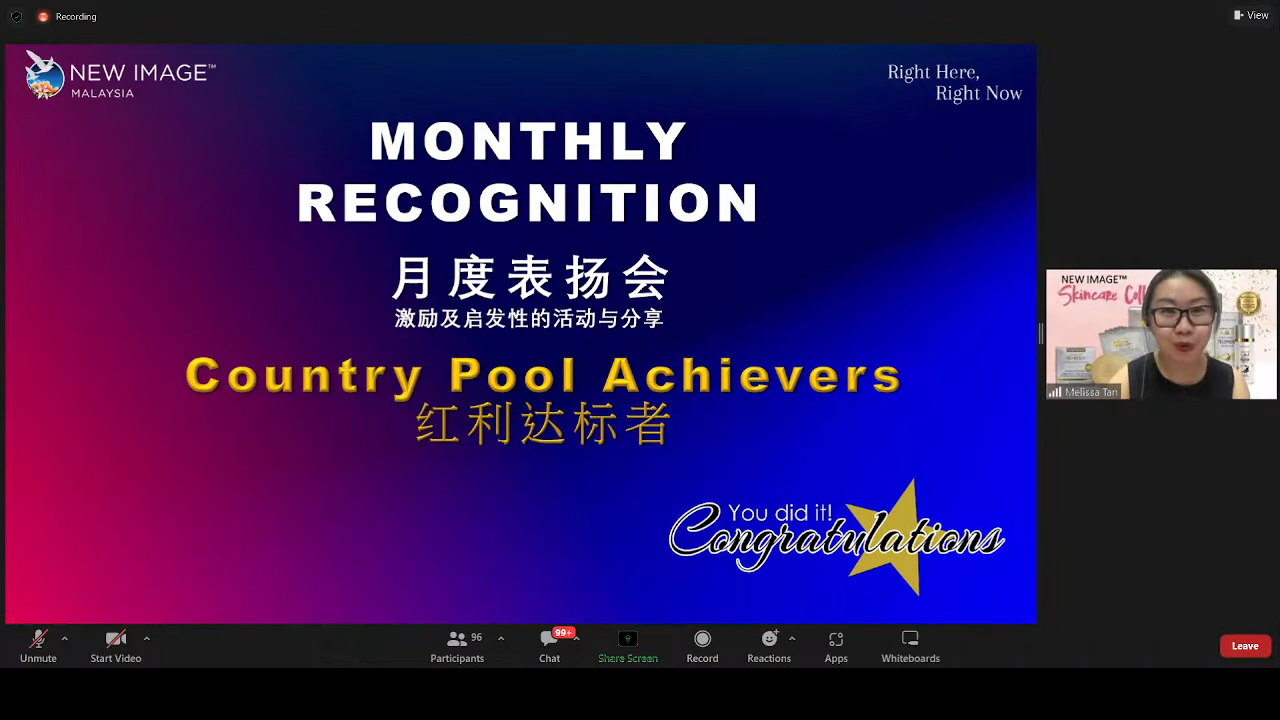 Recording
View
NEW IMAGE™
MALAYSIA
Right Here,
Right Now
MONTHLY
RECOGNITION
月度表扬会
激励及启发性的活动与分享
Country Pool Achievers
红利达标者
You did it!
Congratulations
NEW IMAGE™
Skincare Coll
Melissa Tan
Unmute
Start Video
96
Participants
99+
Chat
Share Screen
Record
Reactions
Apps
Whiteboards
Leave